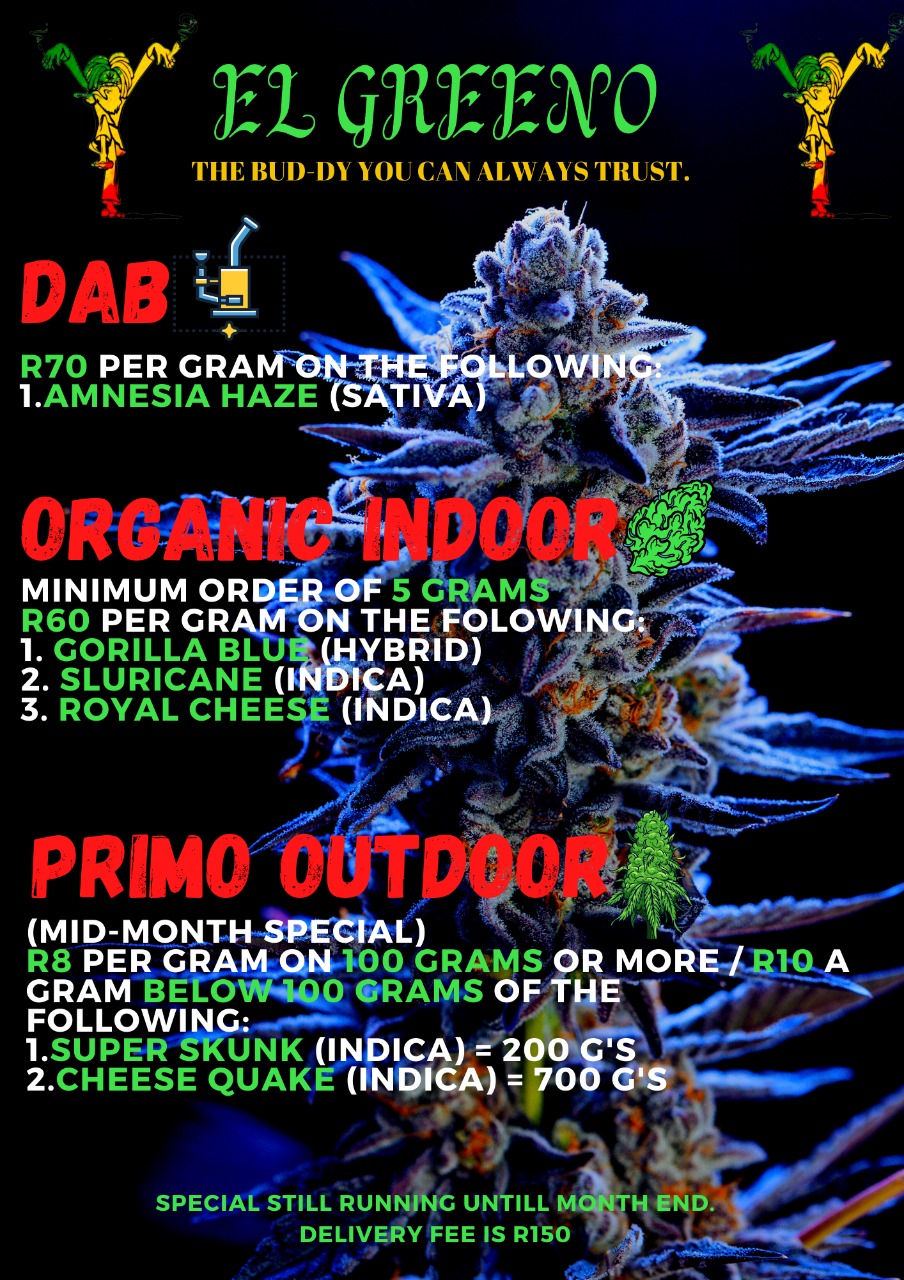 EL GREENO
THE BUD-DY YOU CAN ALWAYS TRUST.
DAB
R70 PER GRAM ON THE FOLLOWING:
1.AMNESIA HAZE (SATIVA)
ORGANIC INDOOR
MINIMUM ORDER OF 5 GRAMS
R60 PER GRAM ON THE FOLOWING:
1. GORILLA BLUE (HYBRID)
2. SLURICANE (INDICA)
3. ROYAL CHEESE (INDICA)
PRIMO OUTDOOR
(MID-MONTH SPECIAL)
R8 PER GRAM ON 100 GRAMS OR MORE / R10 A
GRAM BELOW 100 GRAMS OF THE
FOLLOWING:
1.SUPER SKUNK (INDICA) = 200 G'S
2.CHEESE QUAKE (INDICA) = 700 G'S
SPECIAL STILL RUNNING UNTILL MONTH END.
DELIVERY FEE IS R150